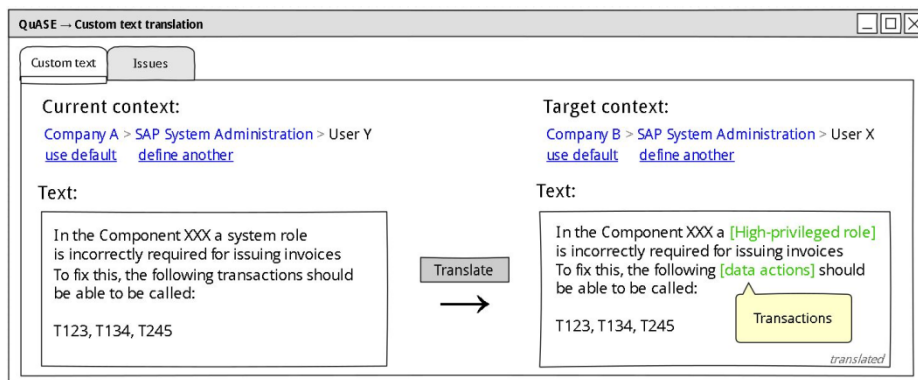 QuASE → Custom text translation
Custom text
Issues
Current context:
Company A > SAP System Administration > User Y
use default define another
Text:
In the Component XXX a system role
is incorrectly required for issuing invoices
To fix this, the following transactions should
be able to be called:
T123, T134, T245
Translate
Target context:
Company B > SAP System Administration > User X
use default define another
Text:
In the Component XXX a [High-privileged role]
is incorrectly required for issuing invoices
To fix this, the following [data actions] should
be able to be called:
Transactions
T123, T134, T245
translated